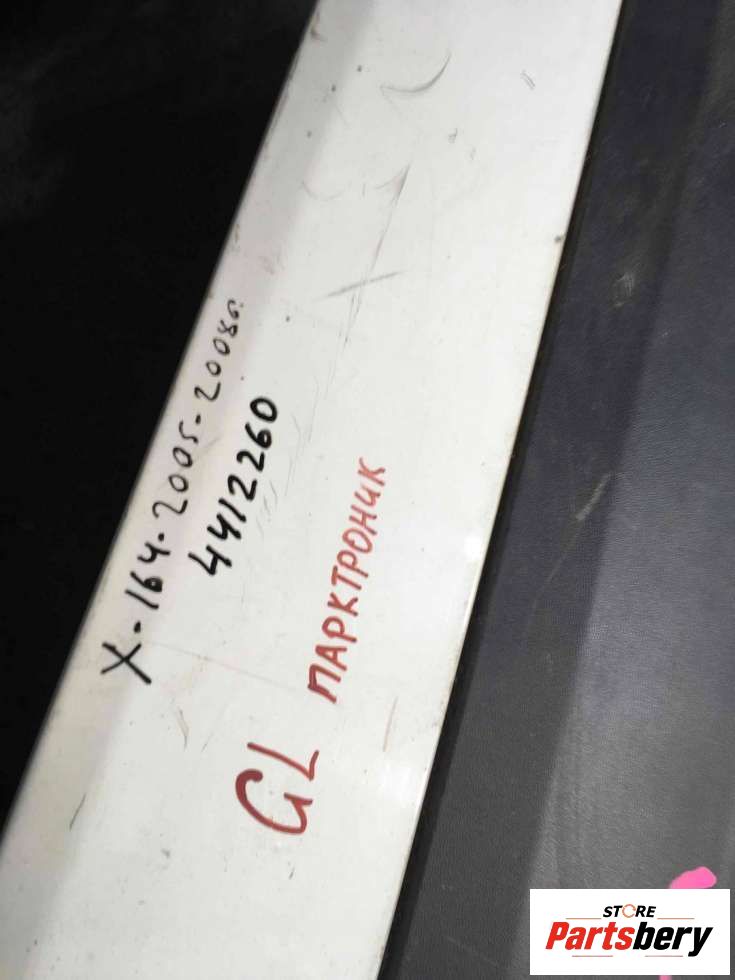 X-164-2005-2008г.
4412260
GL ПАРКТРОНИК
STORE
Partsbery